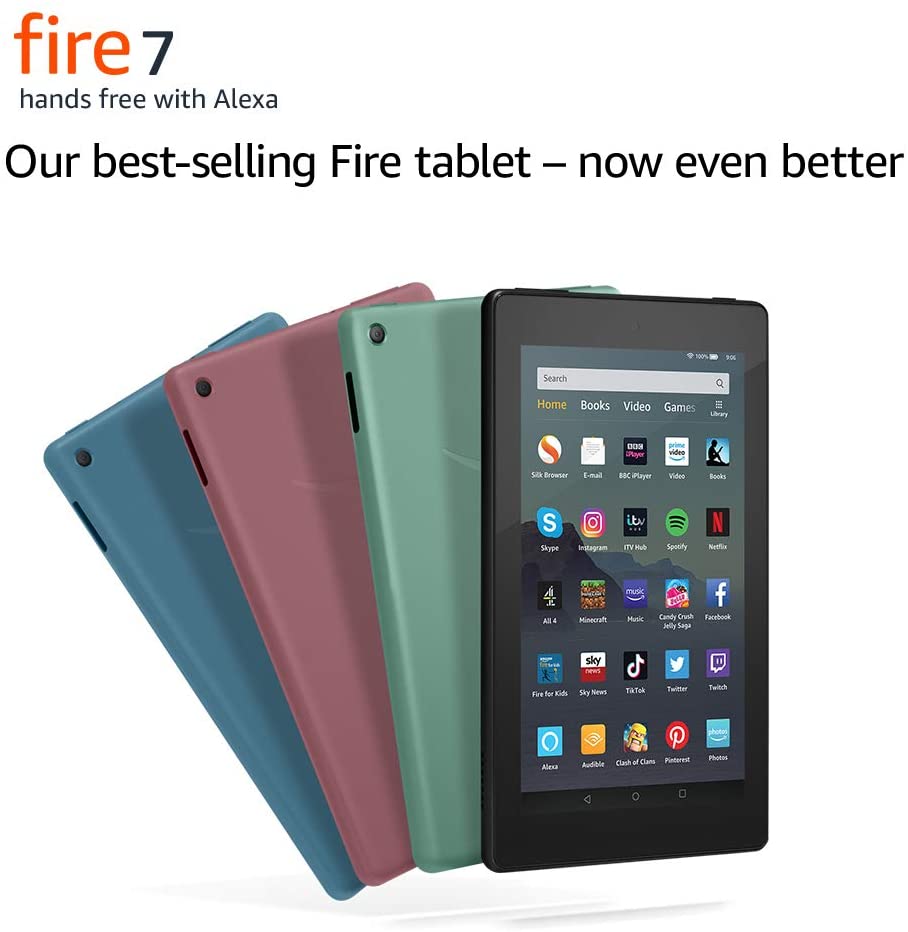 fire 7
hands free with Alexa
Our best-selling Fire tablet – now even better
100% 9:06
Search
Home Books Video Games Library
Silk Browser E-mail BBC iPlayer Video Books
Skype Instagram ITV Hub Spotify Netflix
All 4 Minecraft Music Candy Crush Jelly Saga Facebook
Fire for Kids Sky News TikTok Twitter Twitch
Alexa Audible Clash of Clans Pinterest Photos